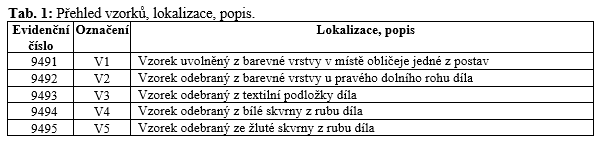 Tab. 1: Přehled vzorků, lokalizace, popis.
Evidenční číslo Označení Lokalizace, popis
9491 V1 Vzorek uvolněný z barevné vrstvy v místě obličeje jedné z postav
9492 V2 Vzorek odebraný z barevné vrstvy u pravého dolního rohu díla
9493 V3 Vzorek odebraný z textilní podložky díla
9494 V4 Vzorek odebraný z bílé skvrny z rubu díla
9495 V5 Vzorek odebraný ze žluté skvrny z rubu díla